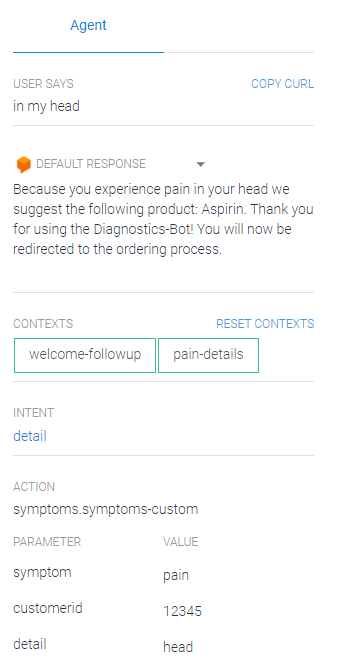 Agent
USER SAYS COPY CURL
in my head
DEFAULT RESPONSE
Because you experience pain in your head we
suggest the following product: Aspirin. Thank you
for using the Diagnostics-Bot! You will now be
redirected to the ordering process.
CONTEXTS RESET CONTEXTS
welcome-followup pain-details
INTENT
detail
ACTION
symptoms.symptoms-custom
PARAMETER VALUE
symptom pain
customerid 12345
detail head